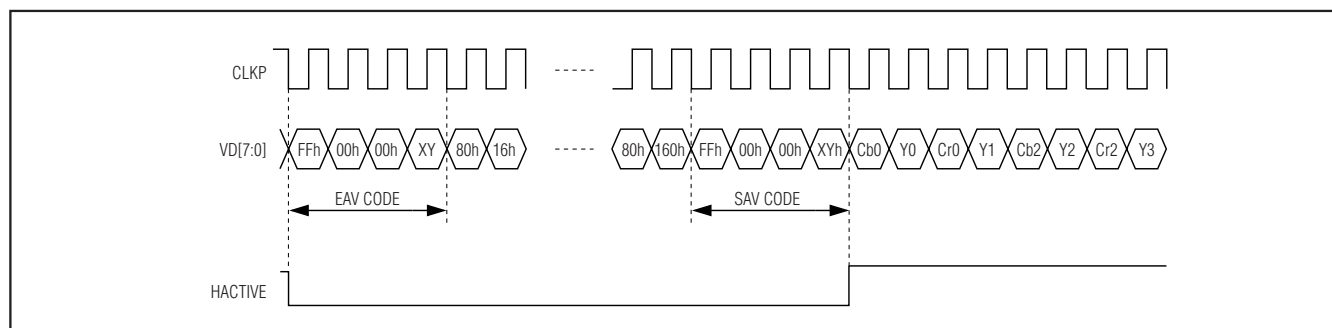 CLKP
VD[7:0] FFh 00h 00h XY 80h 16h 80h 160h FFh 00h 00h XYh Cb0 Y0 Cr0 Y1 Cb2 Y2 Cr2 Y3
EAV CODE SAV CODE
HACTIVE